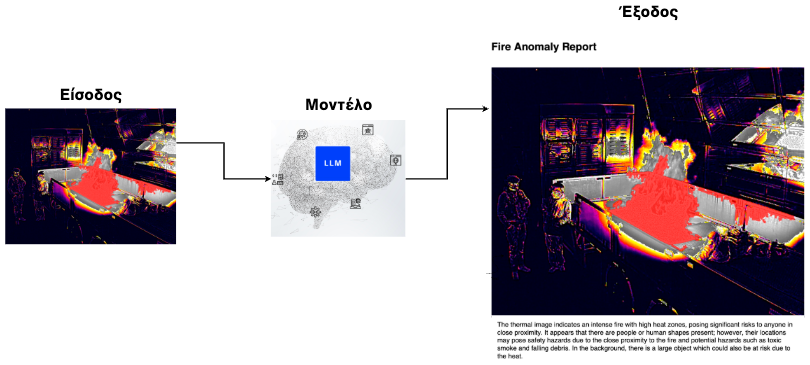 Έξοδος
Fire Anomaly Report
Είσοδος
Μοντέλο
LLM
The thermal image indicates an intense fire with high heat zones, posing significant risks to anyone in
close proximity. It appears that there are people or human shapes present; however, their locations
may pose safety hazards due to the close proximity to the fire and potential hazards such as toxic
smoke and falling debris. In the background, there is a large object which could also be at risk due to
the heat.